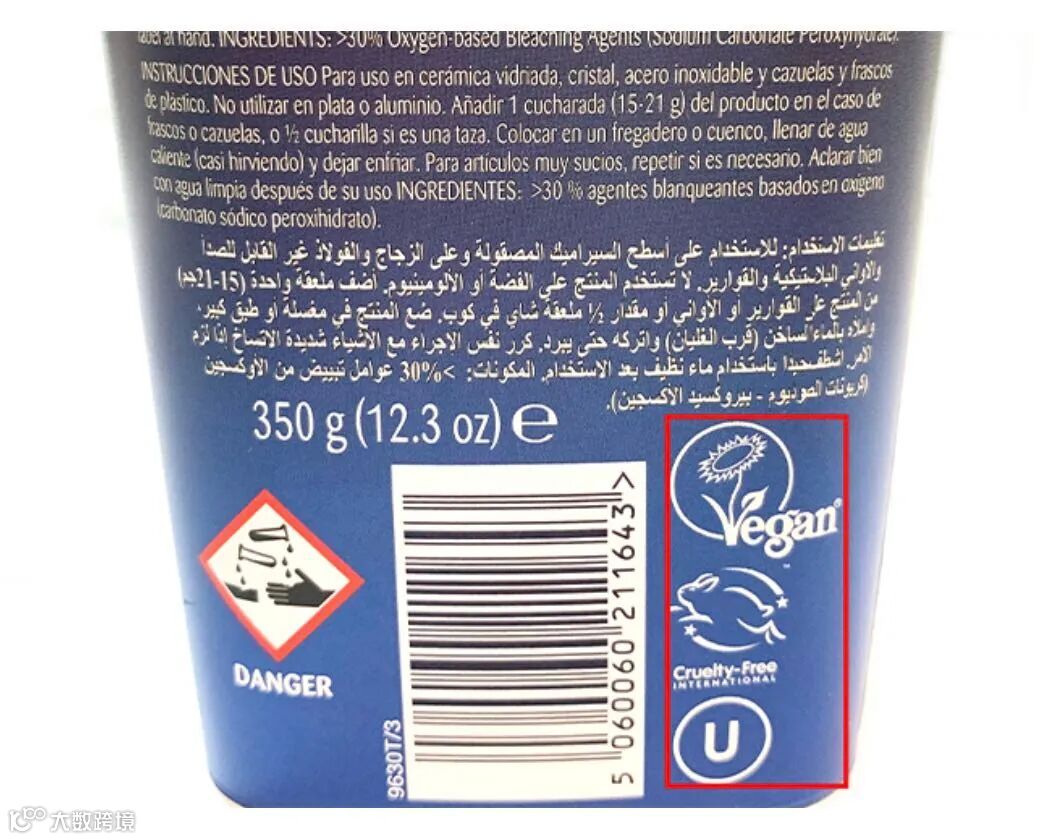 label at hand. INGREDIENTS: >30% Oxygen-based Bleaching Agents (Sodium Carbonate Peroxyhydrate).
INSTRUCCIONES DE USO Para uso en cerámica vidriada, cristal, acero inoxidable y cazuelas y frascos
de plástico. No utilizar en plata o aluminio. Añadir 1 cucharada (15-21 g) del producto en el caso de
frascos o cazuelas, o ½ cucharilla si es una taza. Colocar en un fregadero o cuenco, llenar de agua
caliente (casi hirviendo) y dejar enfriar. Para artículos muy sucios, repetir si es necesario. Aclarar bien
con agua limpia después de su uso INGREDIENTES: >30 % agentes blanqueantes basados en oxígeno
(carbonato sódico peroxihidrato).
تعليمات الاستخدام: للاستخدام على أسطح السيراميك المصقولة وعلى الزجاج والفولاذ غير القابل للصدأ
والاواني البلاستيكية والقوارير. لا تستخدم المنتج على الفضة أو الألومينيوم. أضف ملعقة واحدة (15-21جم)
من المنتج على القوارير أو الأواني أو مقدار ½ ملعقة شاي في كوب. ضع المنتج في مغسلة أو طبق كبير،
واملاه بالماء الساخن (قرب الغليان) واتركه حتى يبرد. كرر نفس الاجراء مع الأشياء شديدة الاتساخ إذا لزم
الامر. اشطف جيدا باستخدام ماء نظيف بعد الاستخدام. المكونات: >30% عوامل تبييض من الأوكسجين
(كربونات الصوديوم - بيروكسيد الأكسجين).
350 g (12.3 oz) e
DANGER
9630T/3
5 060060 211643 >
Vegan®
™
Cruelty-Free
INTERNATIONAL
U
大数跨境